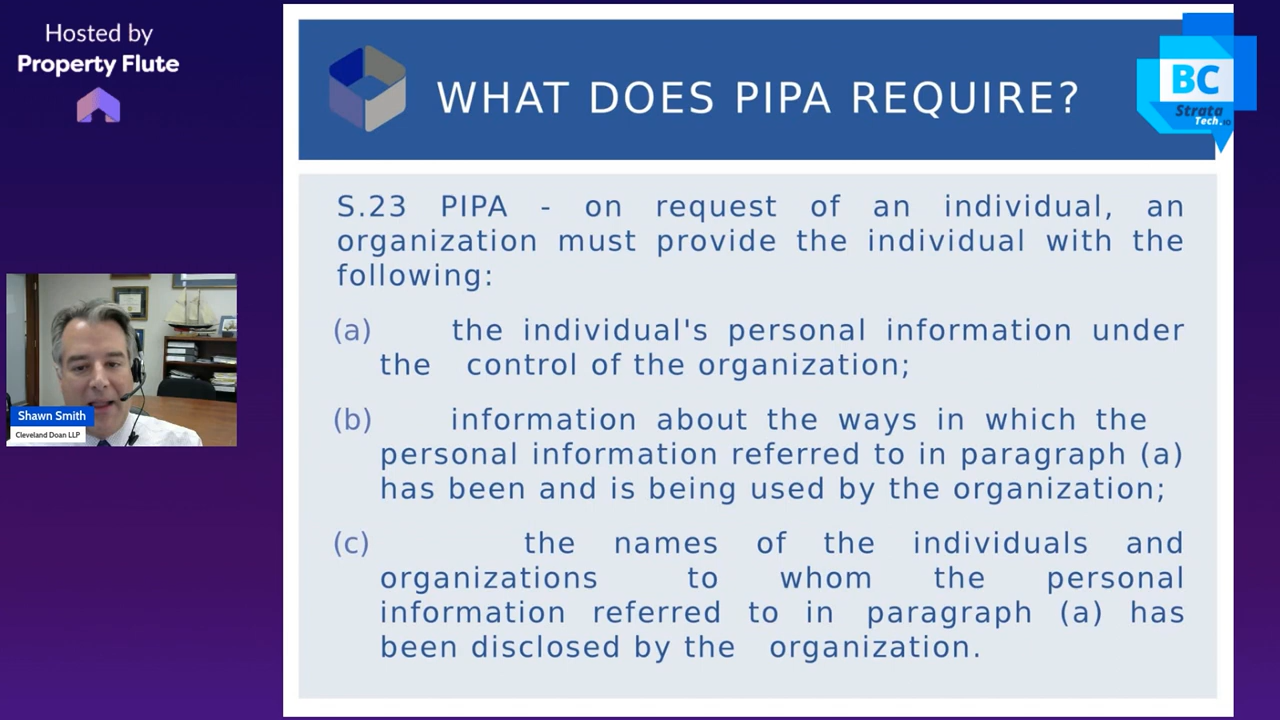 Hosted by
Property Flute
WHAT DOES PIPA REQUIRE?
BC
Strata
Tech.io
S.23 PIPA - on request of an individual, an
organization must provide the individual with the
following:
(a) the individual's personal information under
the control of the organization;
(b) information about the ways in which the
personal information referred to in paragraph (a)
has been and is being used by the organization;
(c) the names of the individuals and
organizations to whom the personal
information referred to in paragraph (a) has
been disclosed by the organization.
Shawn Smith
Cleveland Doan LLP